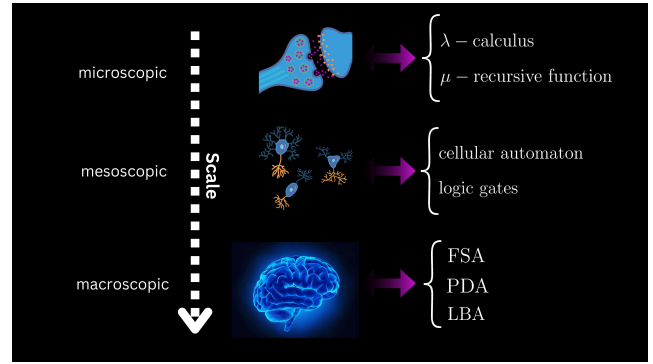 microscopic
λ − calculus
μ − recursive function
Scale
mesoscopic
cellular automaton
logic gates
macroscopic
FSA
PDA
LBA